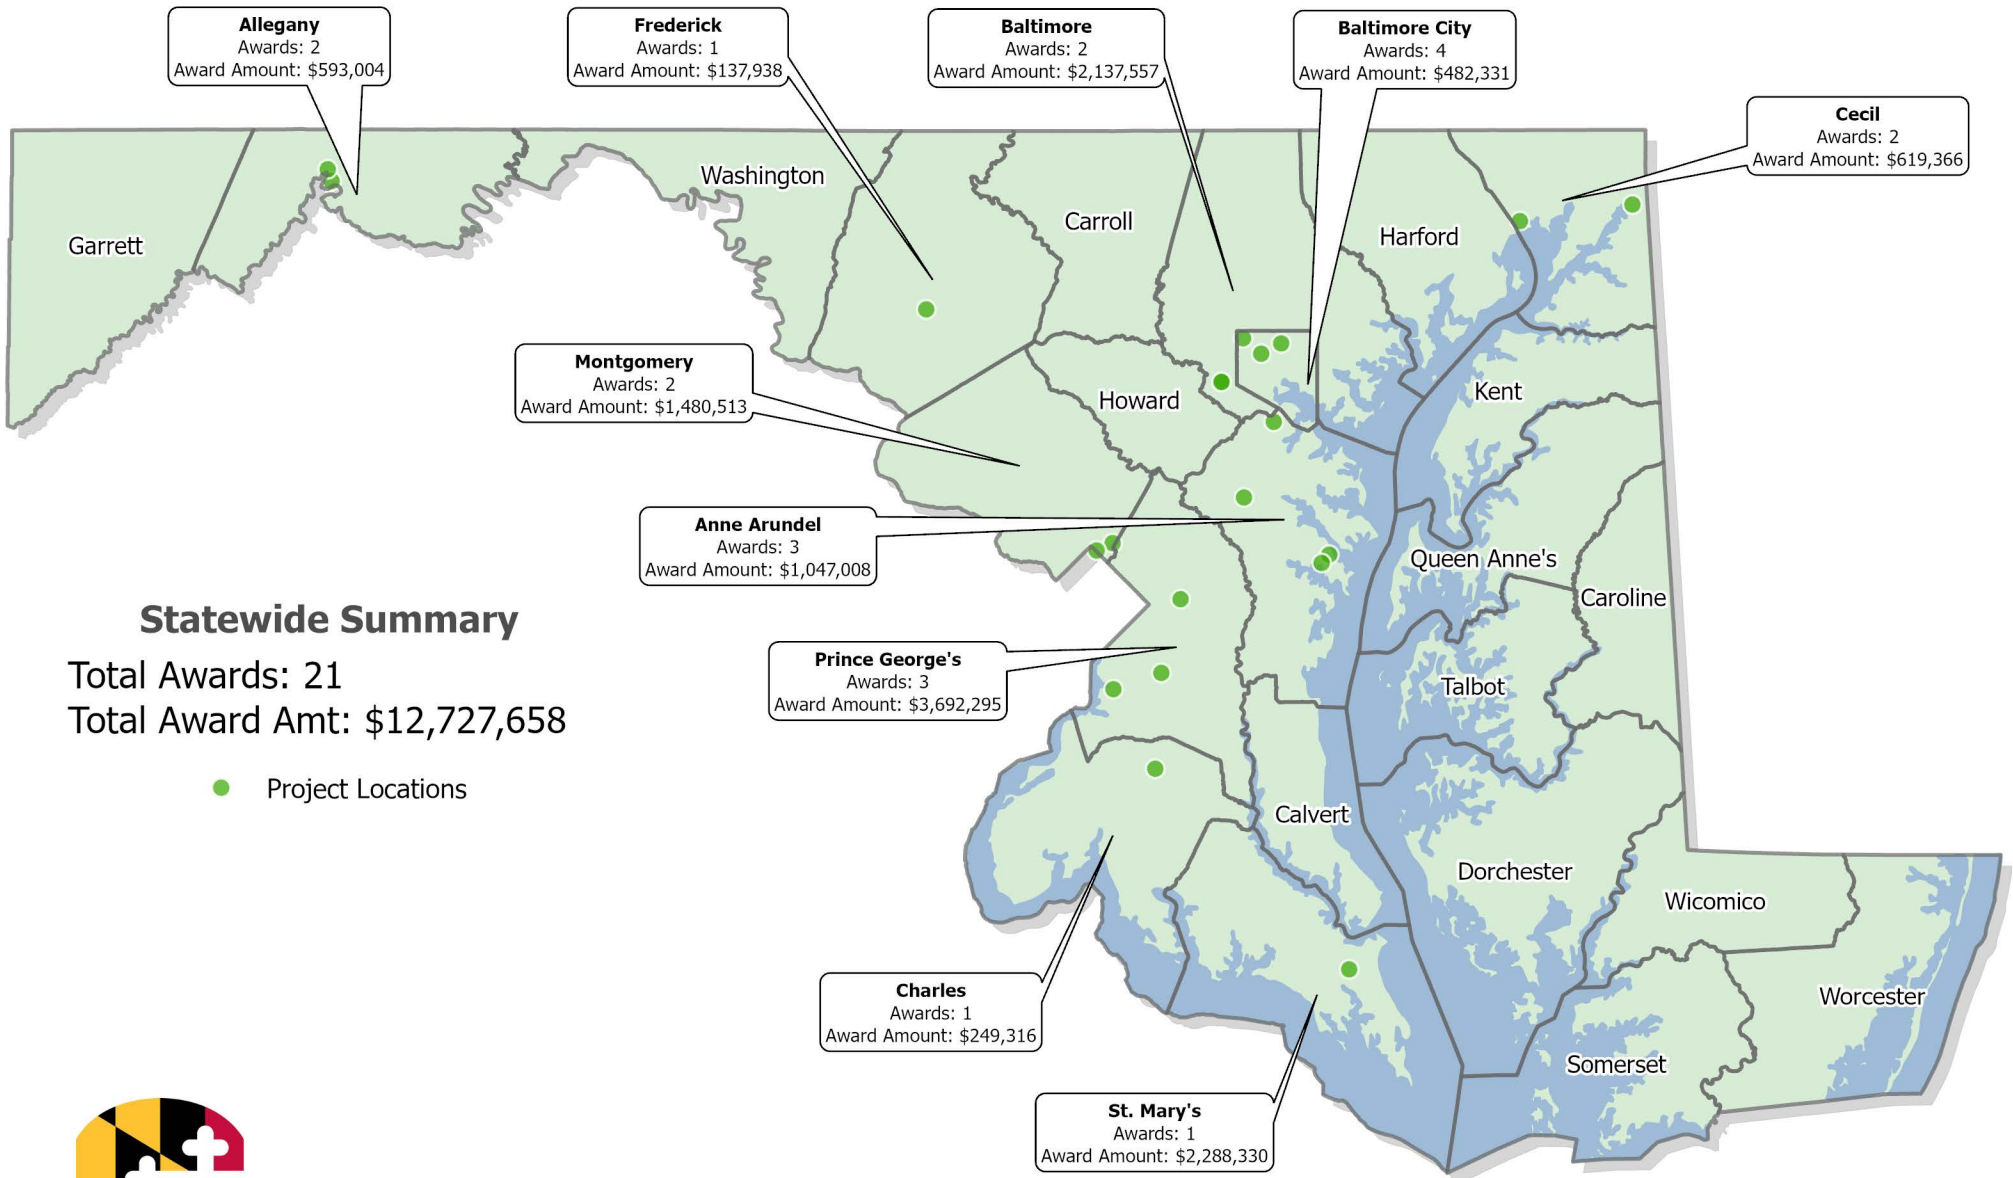 Allegany
Awards: 2
Award Amount: $593,004
Frederick
Awards: 1
Award Amount: $137,938
Baltimore
Awards: 2
Award Amount: $2,137,557
Baltimore City
Awards: 4
Award Amount: $482,331
Cecil
Awards: 2
Award Amount: $619,366
Washington
Carroll
Harford
Garrett
Montgomery
Awards: 2
Award Amount: $1,480,513
Howard
Kent
Anne Arundel
Awards: 3
Award Amount: $1,047,008
Queen Anne's
Caroline
Statewide Summary
Total Awards: 21
Total Award Amt: $12,727,658
Project Locations
Prince George's
Awards: 3
Award Amount: $3,692,295
Talbot
Calvert
Dorchester
Wicomico
Charles
Awards: 1
Award Amount: $249,316
Worcester
Somerset
St. Mary's
Awards: 1
Award Amount: $2,288,330